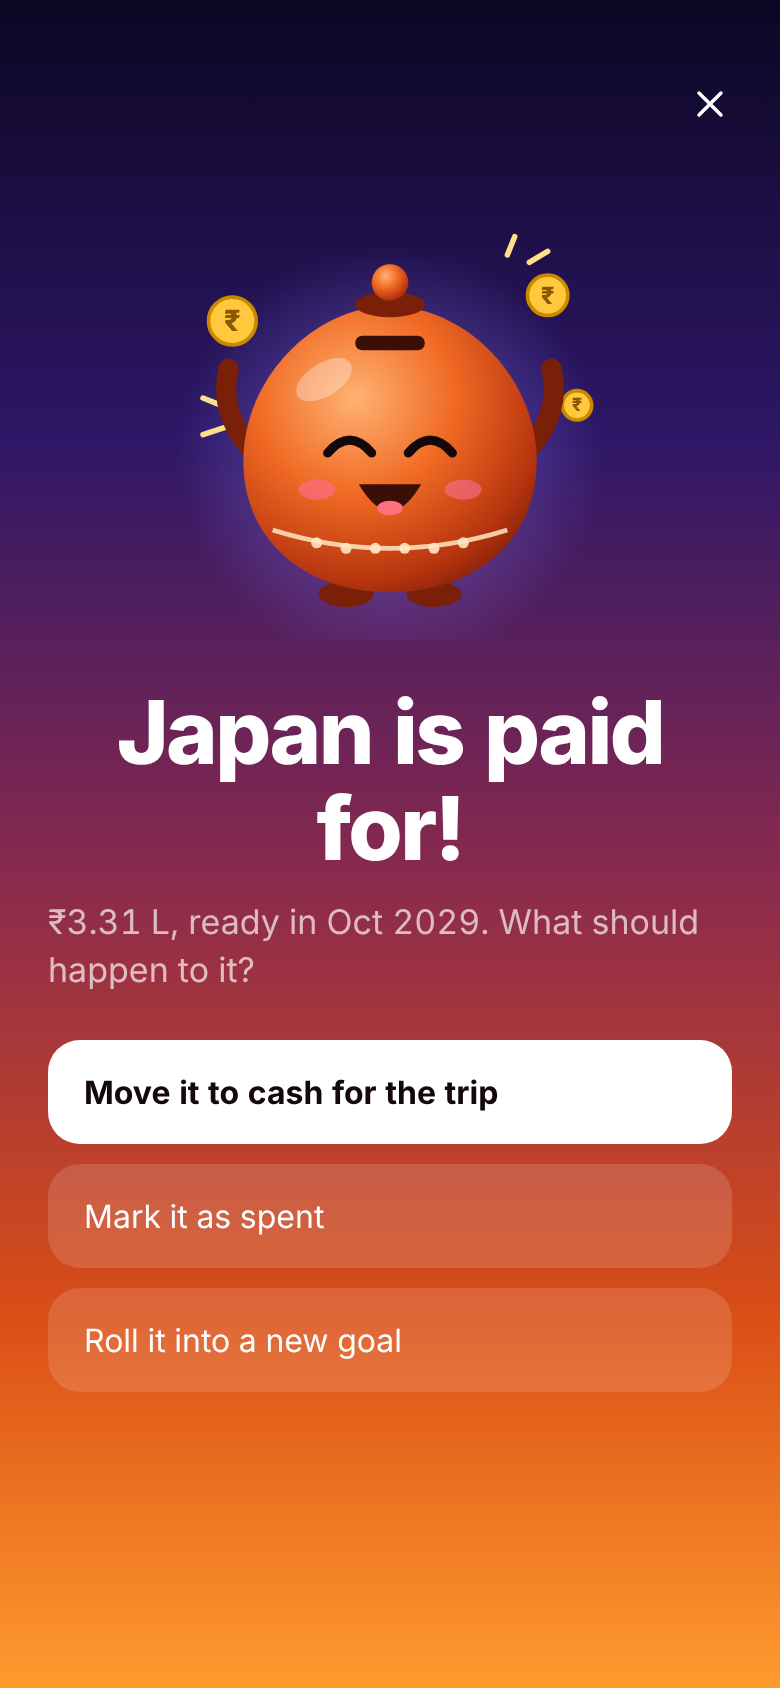 ₹
₹
₹
Japan is paid
for!
₹3.31 L, ready in Oct 2029. What should
happen to it?
Move it to cash for the trip
Mark it as spent
Roll it into a new goal